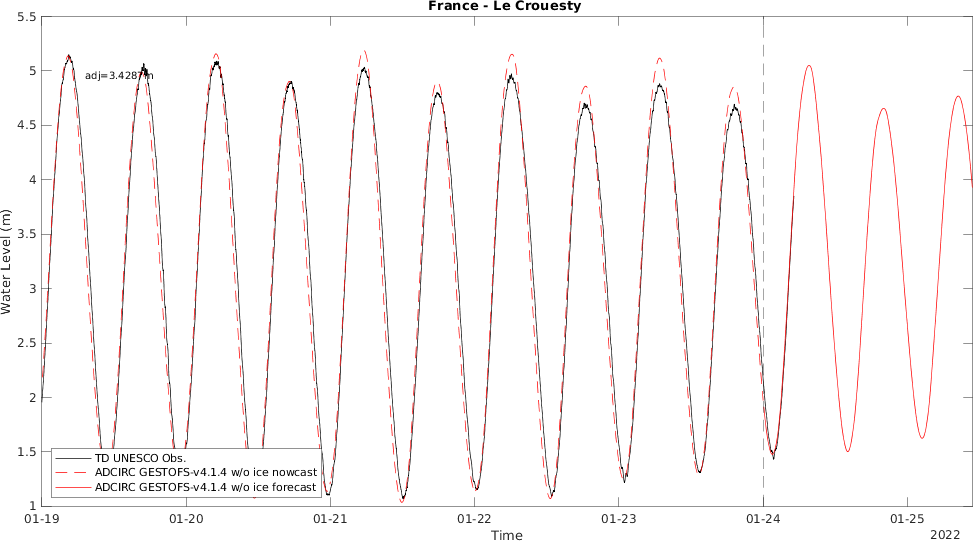 France - Le Crouesty
adj=3.4287m
Water Level (m)
5.5
5
4.5
4
3.5
3
2.5
2
1.5
1
TD UNESCO Obs.
ADCIRC GESTOFS-v4.1.4 w/o ice nowcast
ADCIRC GESTOFS-v4.1.4 w/o ice forecast
01-19 01-20 01-21 01-22 01-23 01-24 01-25
Time
2022